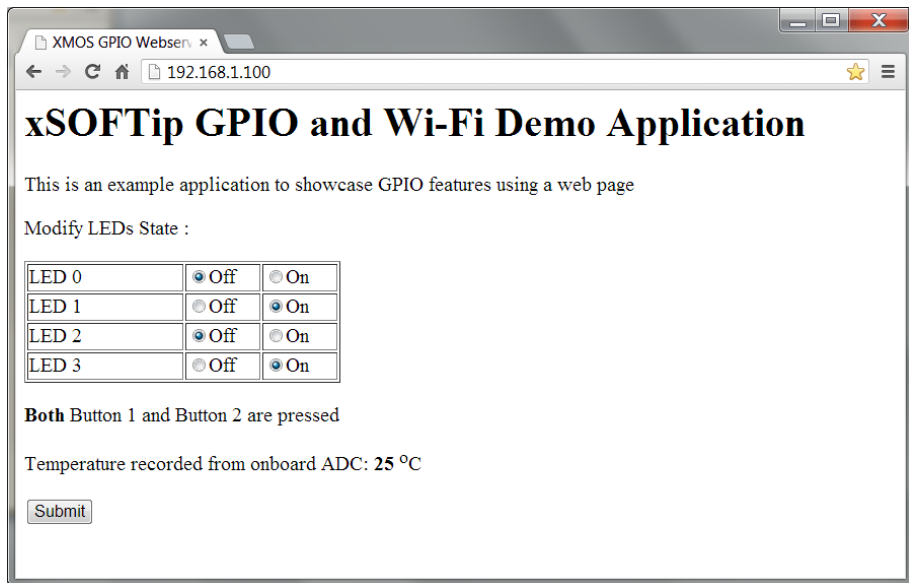 XMOS GPIO Webserv
192.168.1.100
xSOFTip GPIO and Wi-Fi Demo Application
This is an example application to showcase GPIO features using a web page
Modify LEDs State :
LED 0 Off On
LED 1 Off On
LED 2 Off On
LED 3 Off On
Both Button 1 and Button 2 are pressed
Temperature recorded from onboard ADC: 25 ºC
Submit